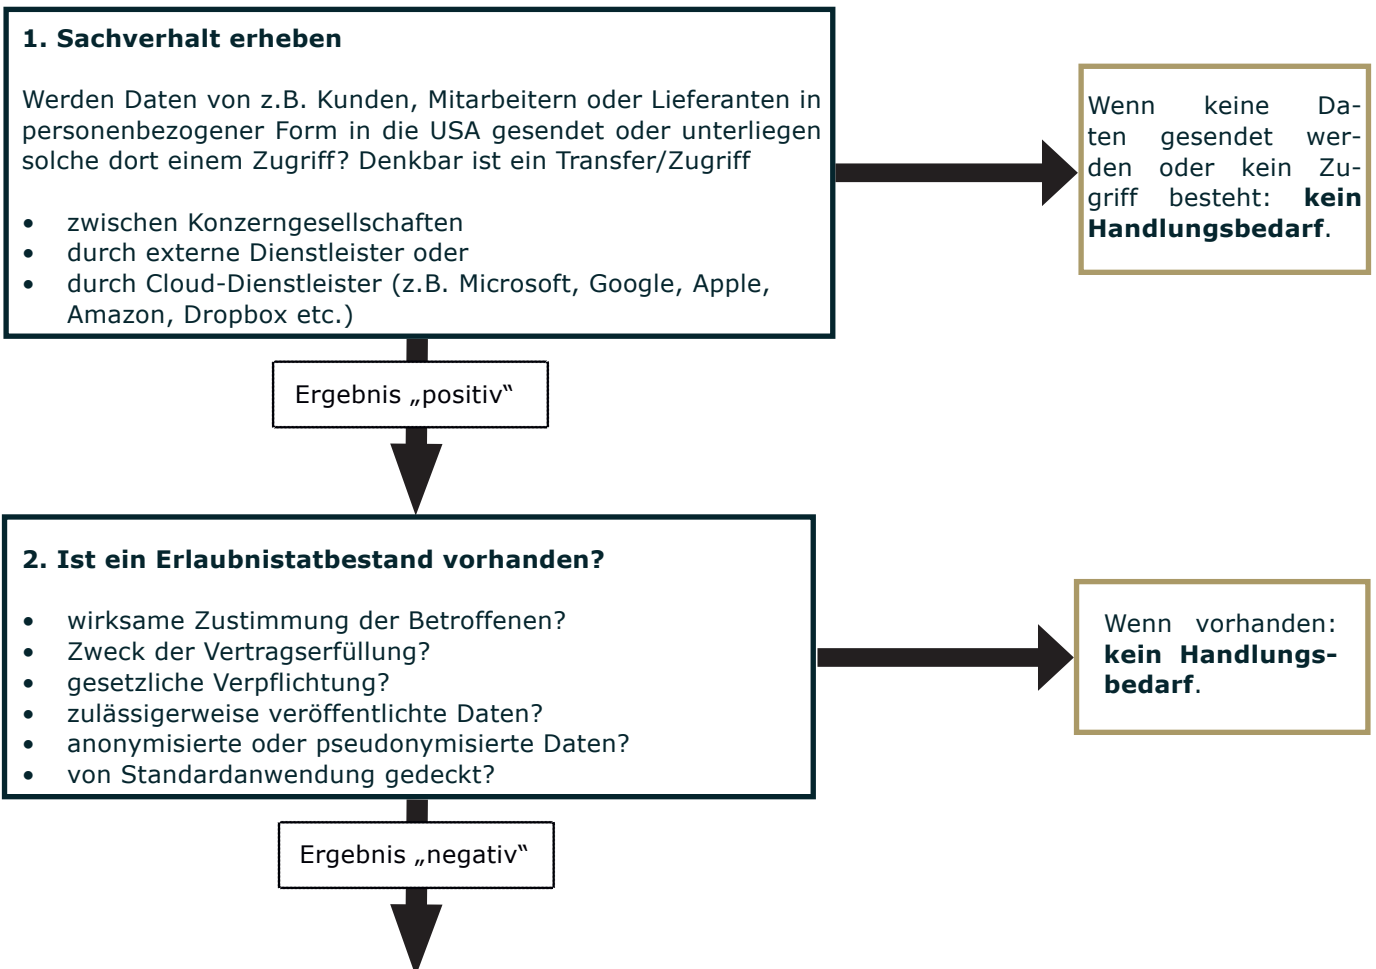 1. Sachverhalt erheben
Werden Daten von z.B. Kunden, Mitarbeitern oder Lieferanten in
personenbezogener Form in die USA gesendet oder unterliegen
solche dort einem Zugriff? Denkbar ist ein Transfer/Zugriff
• zwischen Konzerngesellschaften
• durch externe Dienstleister oder
• durch Cloud-Dienstleister (z.B. Microsoft, Google, Apple,
Amazon, Dropbox etc.)
Wenn keine Da-
ten gesendet wer-
den oder kein Zu-
griff besteht: kein
Handlungsbedarf.
Ergebnis „positiv“
2. Ist ein Erlaubnistatbestand vorhanden?
• wirksame Zustimmung der Betroffenen?
• Zweck der Vertragserfüllung?
• gesetzliche Verpflichtung?
• zulässigerweise veröffentlichte Daten?
• anonymisierte oder pseudonymisierte Daten?
• von Standardanwendung gedeckt?
Wenn vorhanden:
kein Handlungs-
bedarf.
Ergebnis „negativ“